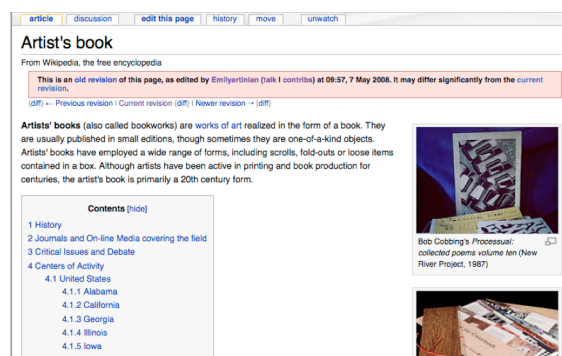 article
discussion
edit this page
history
move
unwatch
Artist's book
From Wikipedia, the free encyclopedia
This is an old revision of this page, as edited by Emilyartinian (talk | contribs) at 09:57, 7 May 2008. It may differ significantly from the current
revision.
(diff) ← Previous revision | Current revision (diff) | Newer revision → (diff)
Artists' books (also called bookworks) are works of art realized in the form of a book. They
are usually published in small editions, though sometimes they are one-of-a-kind objects.
Artists' books have employed a wide range of forms, including scrolls, fold-outs or loose items
contained in a box. Although artists have been active in printing and book production for
centuries, the artist's book is primarily a 20th century form.
Contents [hide]
1 History
2 Journals and On-line Media covering the field
3 Critical Issues and Debate
4 Centers of Activity
4.1 United States
4.1.1 Alabama
4.1.2 California
4.1.3 Georgia
4.1.4 Illinois
4.1.5 Iowa
Bob Cobbing's Processual:
collected poems volume ten (New
River Project, 1987)